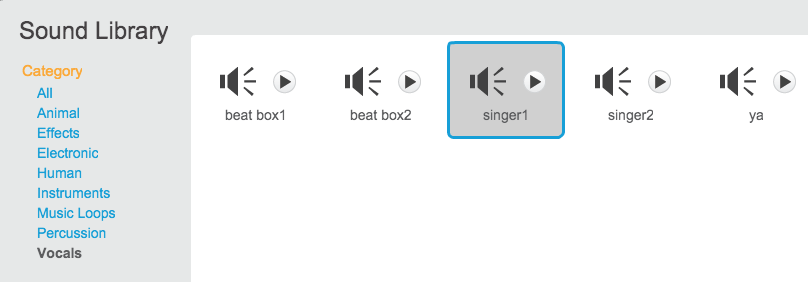 Sound Library
Category
All
Animal
Effects
Electronic
Human
Instruments
Music Loops
Percussion
Vocals
beat box1
beat box2
singer1
singer2
ya